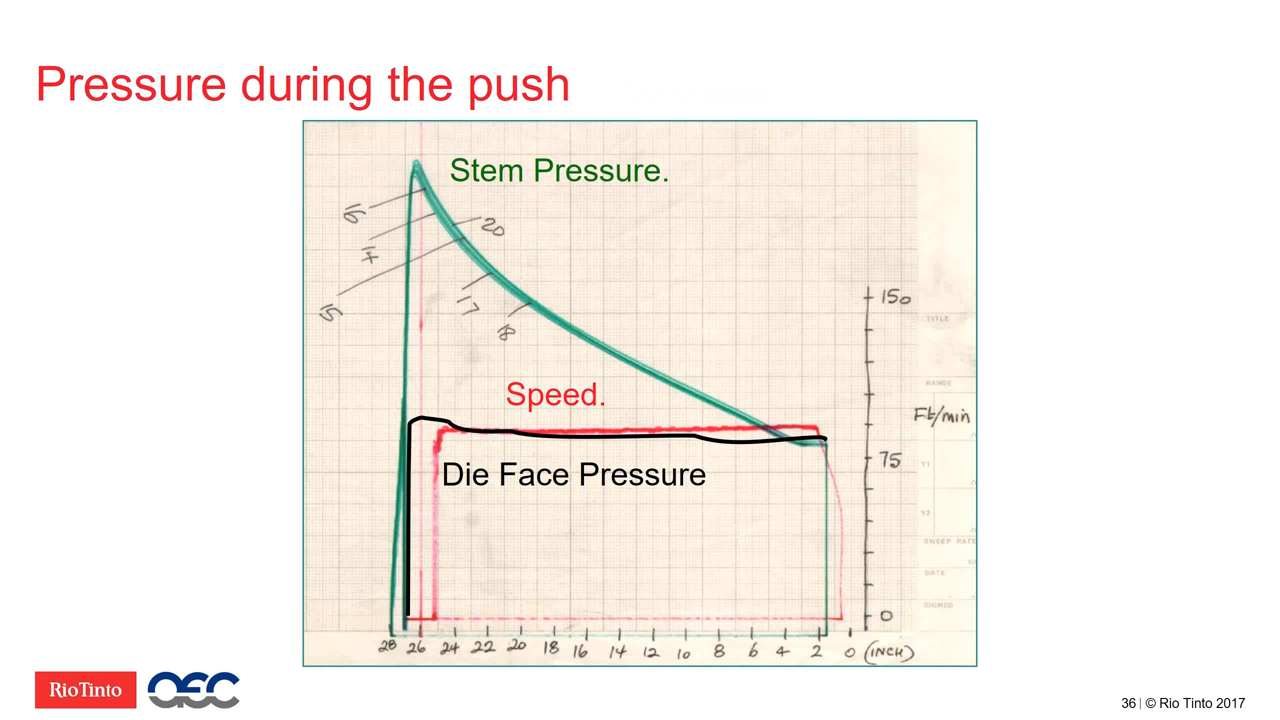 Pressure during the push
Stem Pressure.
16
20
17
15
17
18
150
TITLE
RANGE
Speed.
Ft/min
75
Die Face Pressure
SWEEP RATE
DATE
SIGNED
0
28 26 24 22 20 18 16 14 12 10 8 6 4 2 0 (INCH)
RioTinto
AEC
36 | © Rio Tinto 2017